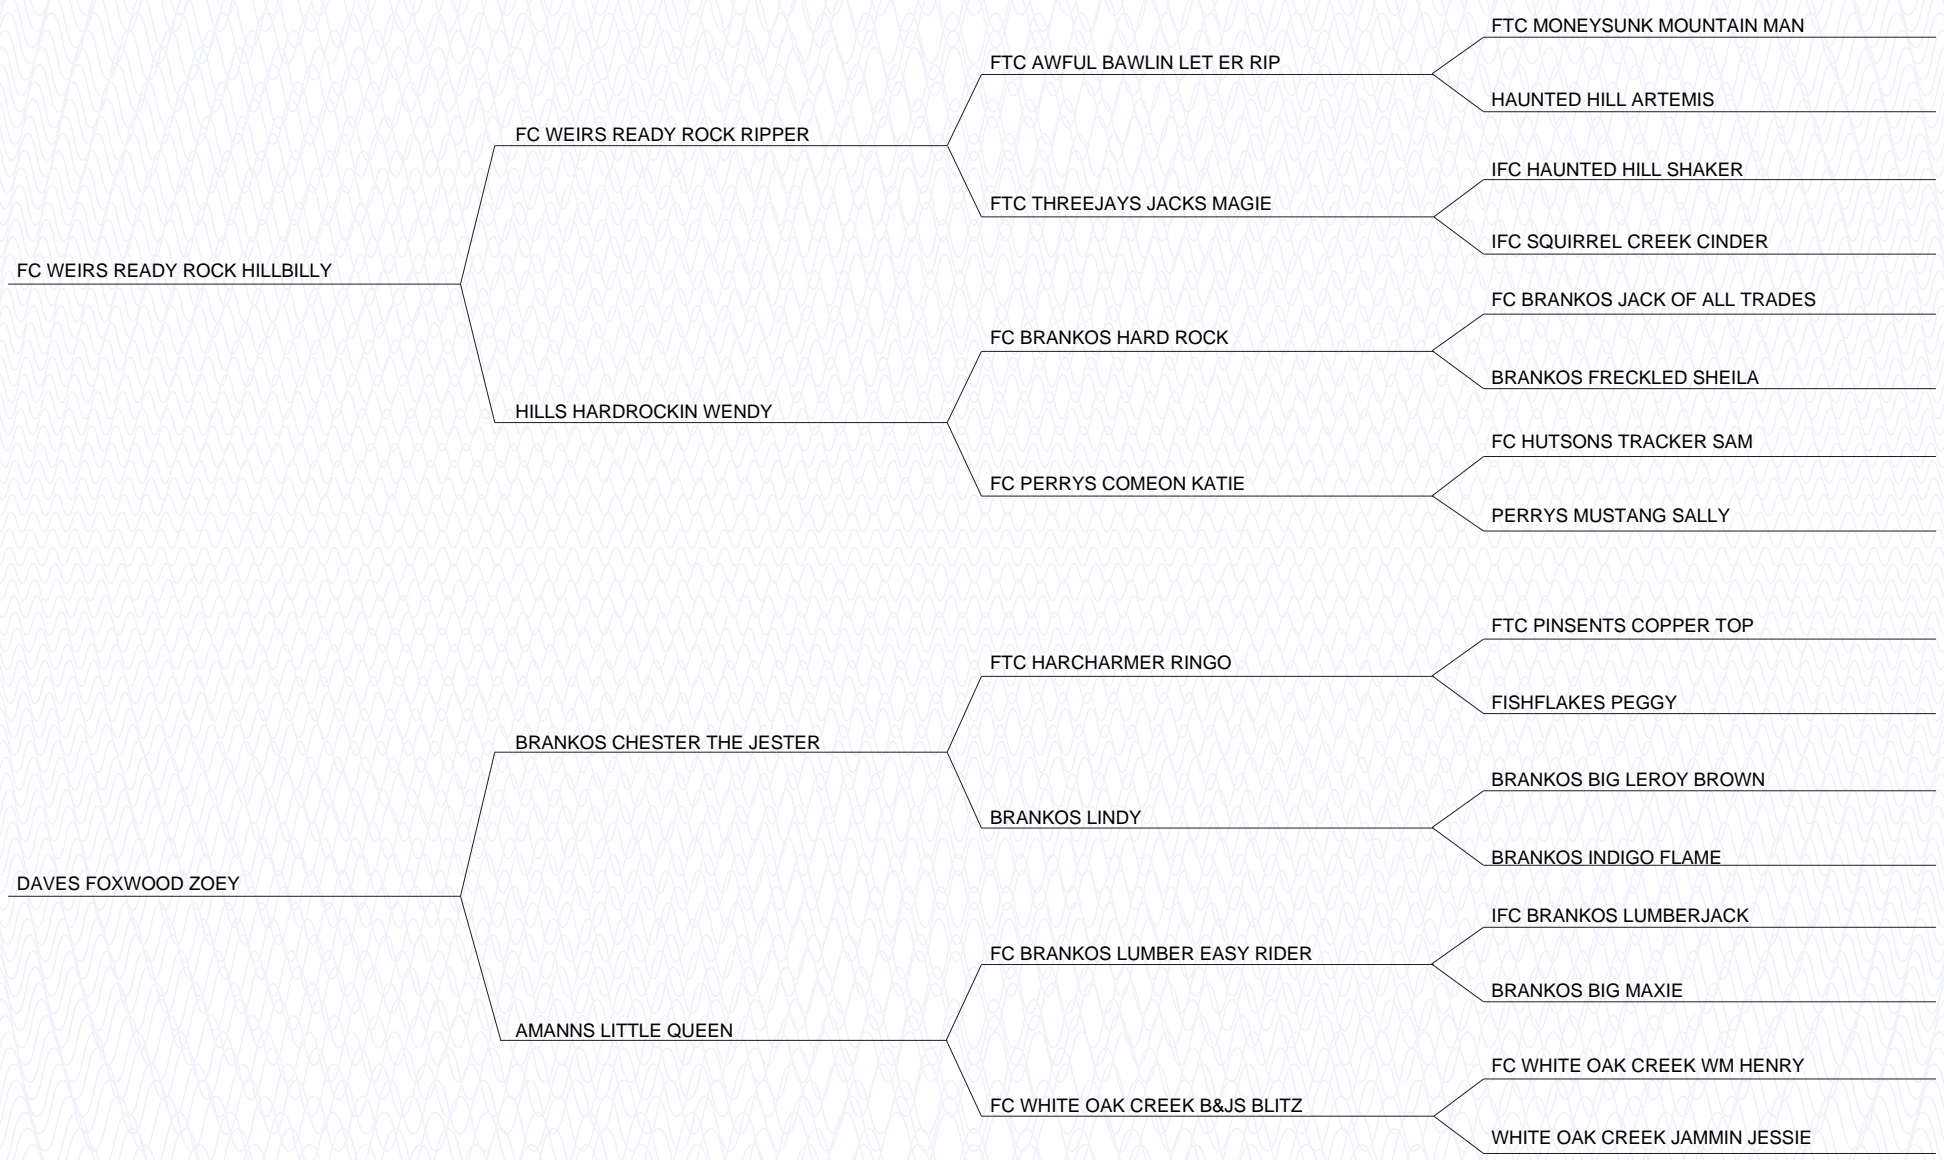 FTC MONEYSUNK MOUNTAIN MAN
FTC AWFUL BAWLIN LET ER RIP
HAUNTED HILL ARTEMIS
FC WEIRS READY ROCK RIPPER
IFC HAUNTED HILL SHAKER
FTC THREEJAYS JACKS MAGIE
IFC SQUIRREL CREEK CINDER
FC WEIRS READY ROCK HILLBILLY
FC BRANKOS JACK OF ALL TRADES
FC BRANKOS HARD ROCK
BRANKOS FRECKLED SHEILA
HILLS HARDROCKIN WENDY
FC HUTSONS TRACKER SAM
FC PERRYS COMEON KATIE
PERRYS MUSTANG SALLY
FTC PINSENTS COPPER TOP
FTC HARCHARMER RINGO
FISHFLAKES PEGGY
BRANKOS CHESTER THE JESTER
BRANKOS BIG LEROY BROWN
BRANKOS LINDY
BRANKOS INDIGO FLAME
DAVES FOXWOOD ZOEY
IFC BRANKOS LUMBERJACK
FC BRANKOS LUMBER EASY RIDER
BRANKOS BIG MAXIE
AMANNS LITTLE QUEEN
FC WHITE OAK CREEK WM HENRY
FC WHITE OAK CREEK B&JS BLITZ
WHITE OAK CREEK JAMMIN JESSIE